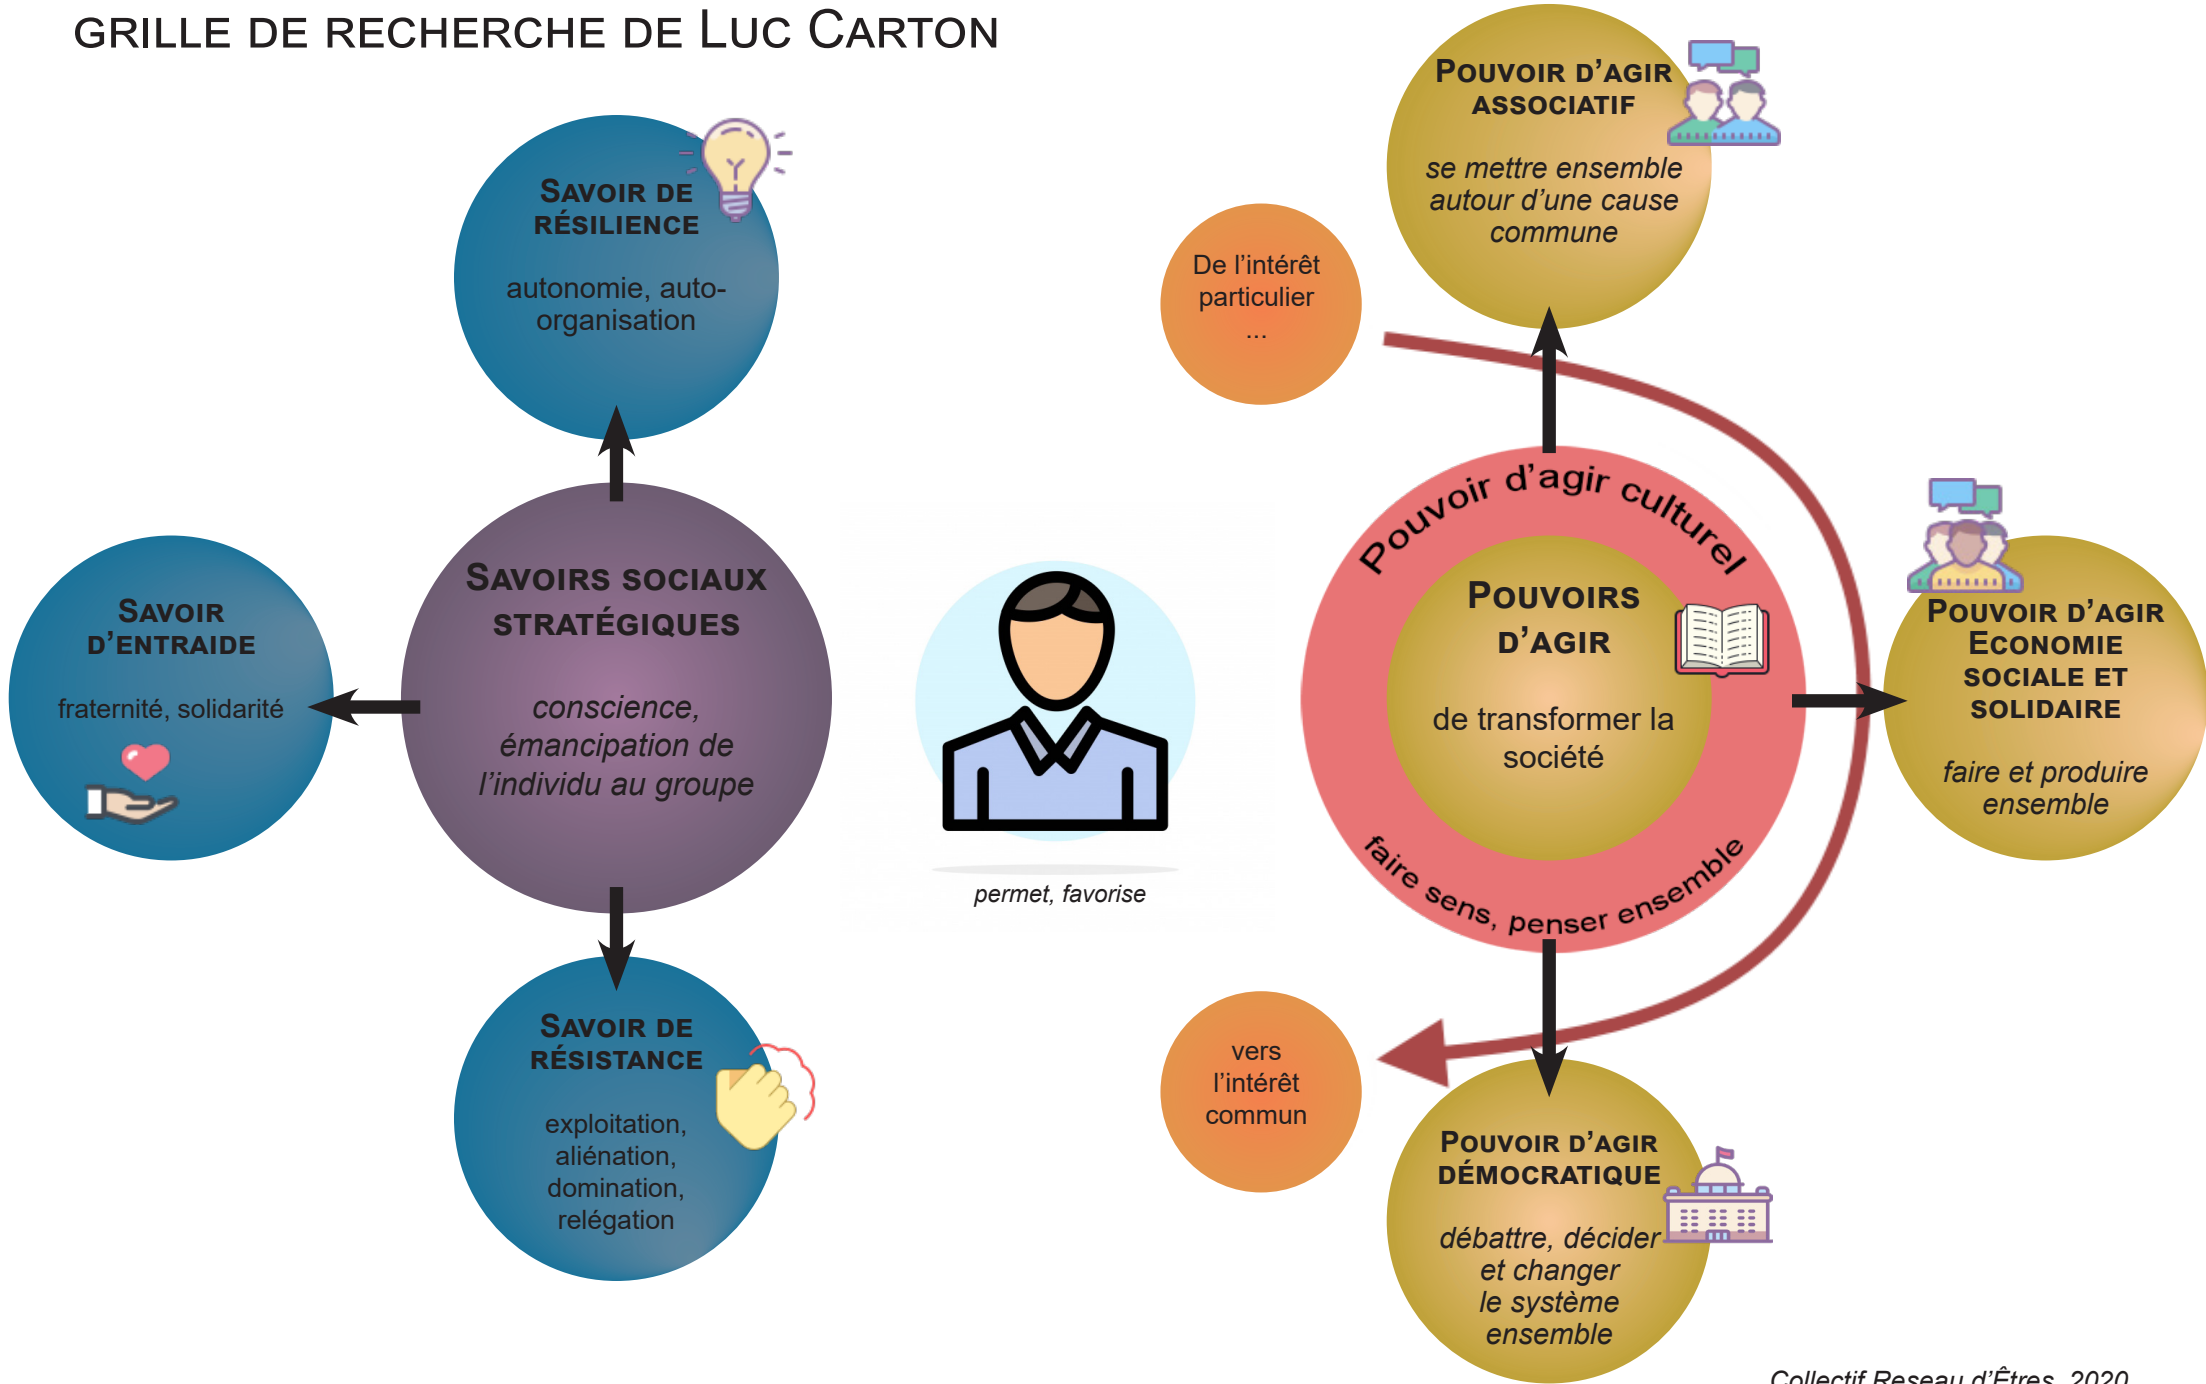 GRILLE DE RECHERCHE DE LUC CARTON
SAVOIR DE
RÉSILIENCE
autonomie, auto-
organisation
SAVOIR
D'ENTRAIDE
fraternité, solidarité
SAVOIRS SOCIAUX
STRATÉGIQUES
conscience,
émancipation de
l'individu au groupe
SAVOIR DE
RÉSISTANCE
exploitation,
aliénation,
domination,
relégation
permet, favorise
De l'intérêt
particulier
...
POUVOIR D'AGIR
ASSOCIATIF
se mettre ensemble
autour d'une cause
commune
Pouvoir d'agir culturel
POUVOIRS
D'AGIR
de transformer la
société
faire sens, penser ensemble
POUVOIR D'AGIR
ECONOMIE
SOCIALE ET
SOLIDAIRE
faire et produire
ensemble
vers
l'intérêt
commun
POUVOIR D'AGIR
DÉMOCRATIQUE
débattre, décider
et changer
le système
ensemble
Collectif Reseau d'Êtres, 2020